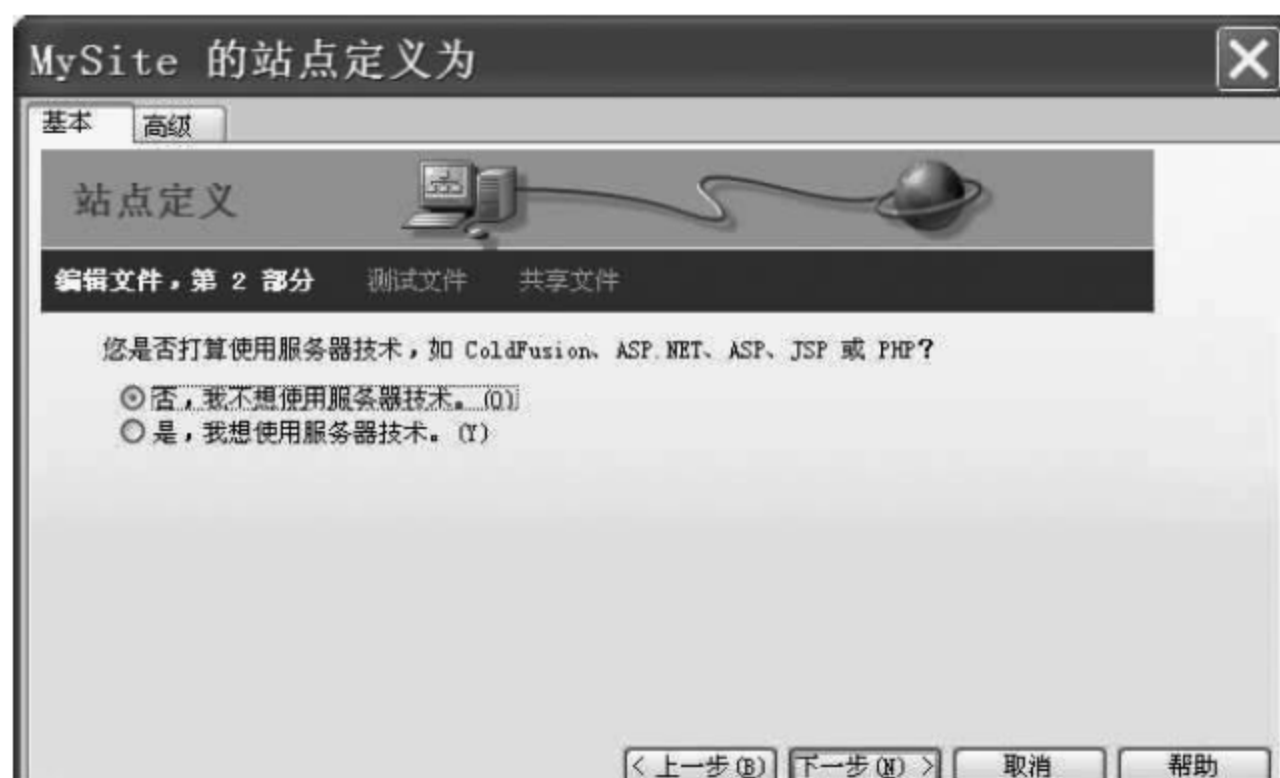 MySite 的站点定义为
基本 高级
站点定义
编辑文件，第 2 部分 测试文件 共享文件
您是否打算使用服务器技术，如 ColdFusion、ASP.NET、ASP、JSP 或 PHP？
否，我不想使用服务器技术。(O)
是，我想使用服务器技术。(Y)
< 上一步(B) 下一步(N) > 取消 帮助